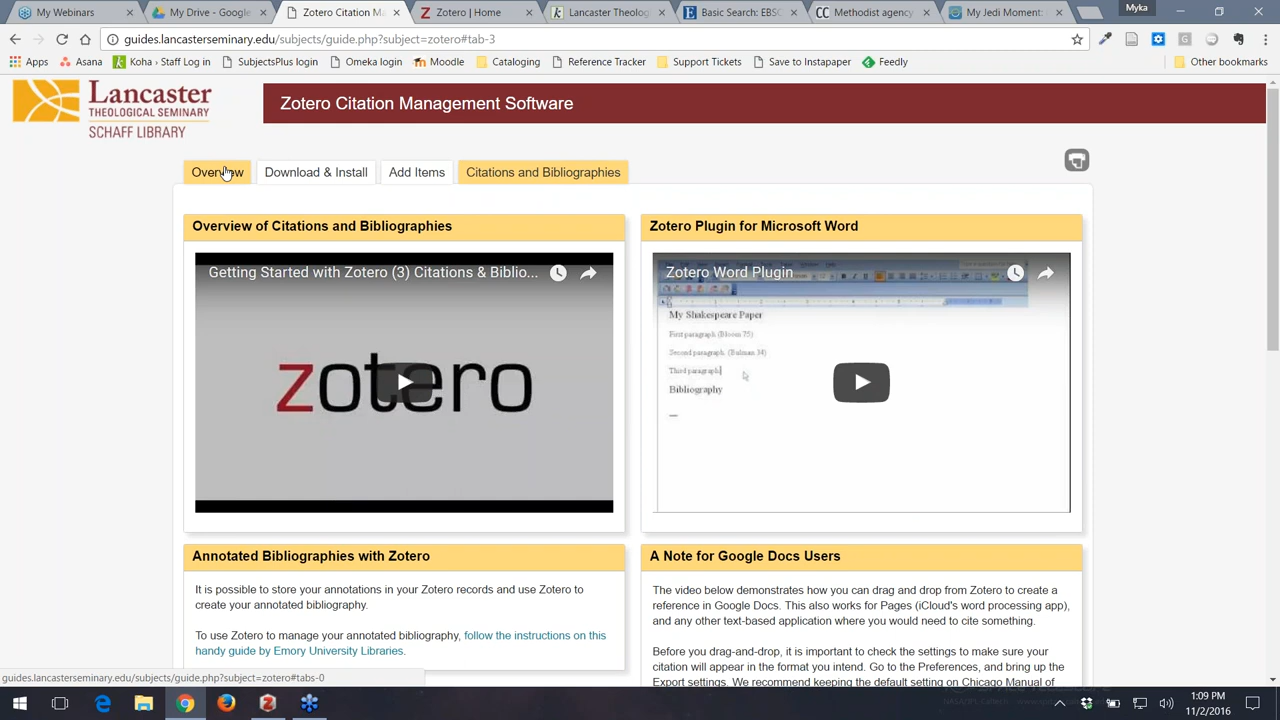 My Webinars
My Drive - Google
Zotero Citation Ma
Zotero | Home
Lancaster Theolog
Basic Search: EBSC
Methodist agency
My Jedi Moment:
Myka
guides.lancasterseminary.edu/subjects/guide.php?subject=zotero#tab-3
Apps
Asana
Koha : Staff Log in
SubjectsPlus login
Omeka login
Moodle
Cataloging
Reference Tracker
Support Tickets
Save to Instapaper
Feedly
Other bookmarks
Lancaster
THEOLOGICAL SEMINARY
SCHAFF LIBRARY
Zotero Citation Management Software
Overview
Download & Install
Add Items
Citations and Bibliographies
Overview of Citations and Bibliographies
Getting Started with Zotero (3) Citations & Biblio...
zotero
Zotero Plugin for Microsoft Word
Zotero Word Plugin
My Shakespeare Paper
First paragraph (Bloom 75)
Second paragraph (Bulman 34)
Third paragraph
Bibliography
Annotated Bibliographies with Zotero
It is possible to store your annotations in your Zotero records and use Zotero to
create your annotated bibliography.
To use Zotero to manage your annotated bibliography, follow the instructions on this
handy guide by Emory University Libraries.
A Note for Google Docs Users
The video below demonstrates how you can drag and drop from Zotero to create a
reference in Google Docs. This also works for Pages (iCloud's word processing app),
and any other text-based application where you would need to cite something.
Before you drag-and-drop, it is important to check the settings to make sure your
citation will appear in the format you intend. Go to the Preferences, and bring up the
Export settings. We recommend keeping the default setting on Chicago Manual of
guides.lancasterseminary.edu/subjects/guide.php?subject=zotero#tabs-0
1:09 PM
11/2/2016